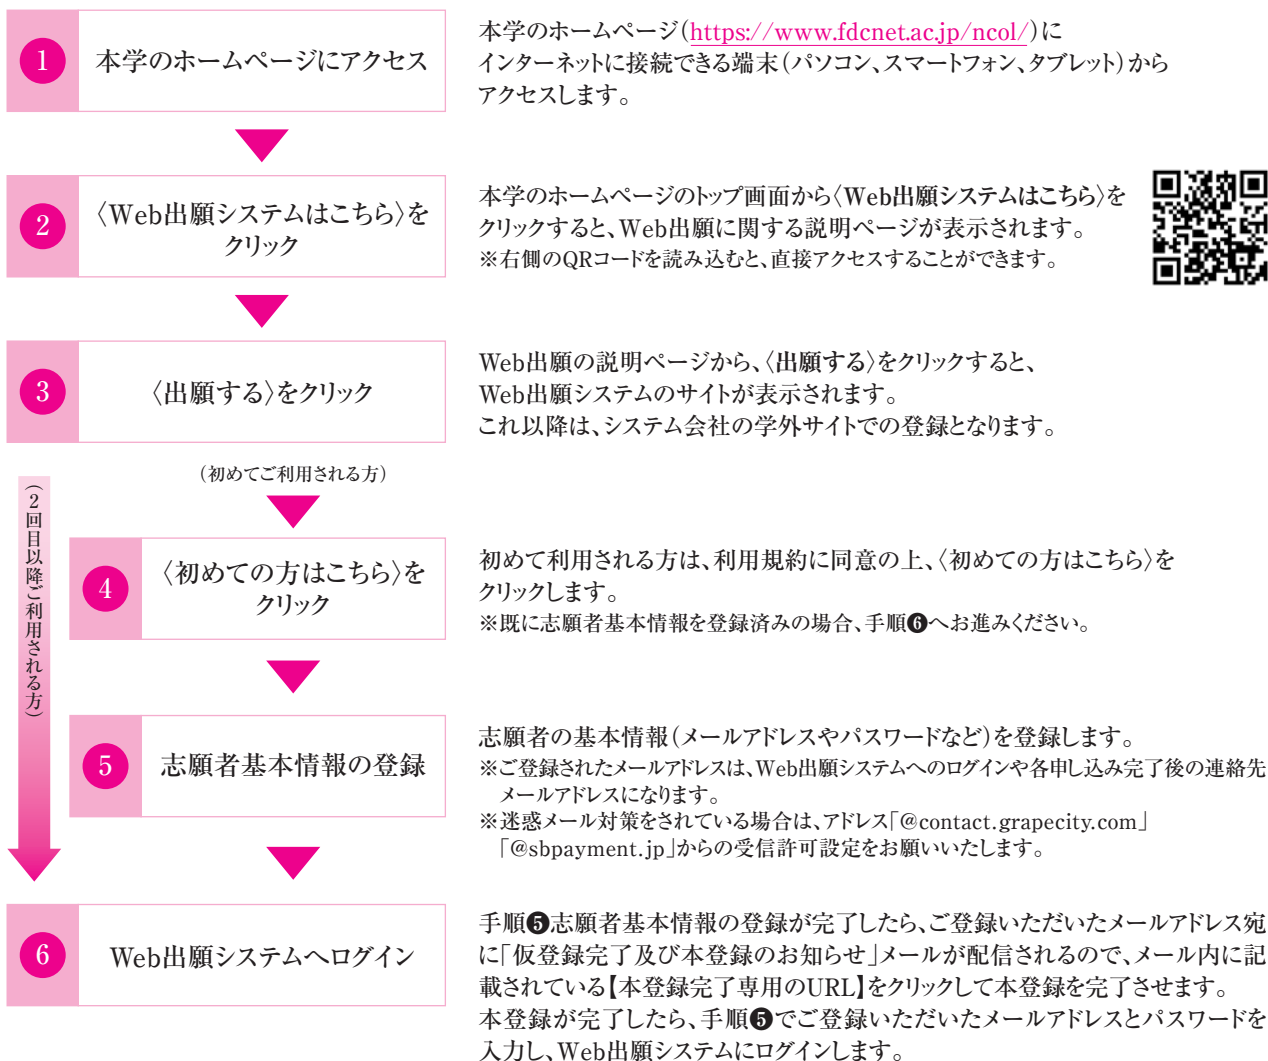 1
本学のホームページにアクセス
本学のホームページ(https://www.fdcnet.ac.jp/ncol/)に
インターネットに接続できる端末(パソコン、スマートフォン、タブレット)から
アクセスします。
2
〈Web出願システムはこちら〉を
クリック
本学のホームページのトップ画面から〈Web出願システムはこちら〉を
クリックすると、Web出願に関する説明ページが表示されます。
※右側のQRコードを読み込むと、直接アクセスすることができます。
3
〈出願する〉をクリック
Web出願の説明ページから、〈出願する〉をクリックすると、
Web出願システムのサイトが表示されます。
これ以降は、システム会社の学外サイトでの登録となります。
(初めてご利用される方)
(2回目以降ご利用される方)
4
〈初めての方はこちら〉を
クリック
初めて利用される方は、利用規約に同意の上、〈初めての方はこちら〉を
クリックします。
※既に志願者基本情報を登録済みの場合、手順❻へお進みください。
5
志願者基本情報の登録
志願者の基本情報(メールアドレスやパスワードなど)を登録します。
※ご登録されたメールアドレスは、Web出願システムへのログインや各申し込み完了後の連絡先
メールアドレスになります。
※迷惑メール対策をされている場合は、アドレス「@contact.grapecity.com」
「@sbpayment.jp」からの受信許可設定をお願いいたします。
6
Web出願システムへログイン
手順❺志願者基本情報の登録が完了したら、ご登録いただいたメールアドレス宛
に「仮登録完了及び本登録のお知らせ」メールが配信されるので、メール内に記
載されている【本登録完了専用のURL】をクリックして本登録を完了させます。
本登録が完了したら、手順❺でご登録いただいたメールアドレスとパスワードを
入力し、Web出願システムにログインします。